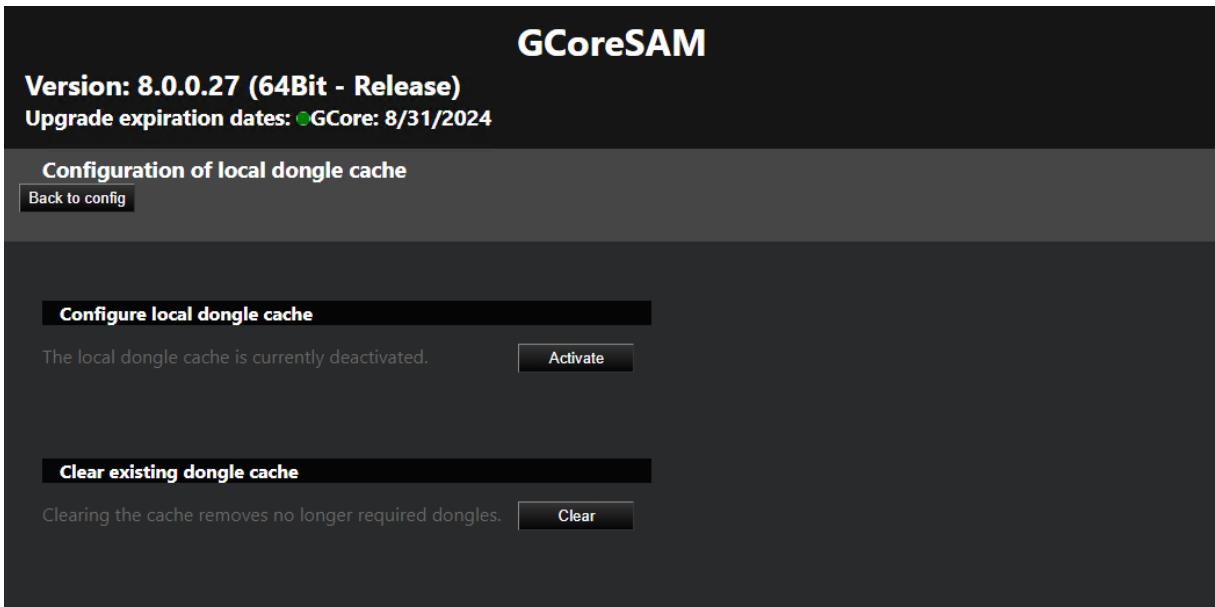 GCoreSAM
Version: 8.0.0.27 (64Bit - Release)
Upgrade expiration dates: GCore: 8/31/2024
Configuration of local dongle cache
Back to config
Configure local dongle cache
The local dongle cache is currently deactivated. Activate
Clear existing dongle cache
Clearing the cache removes no longer required dongles. Clear